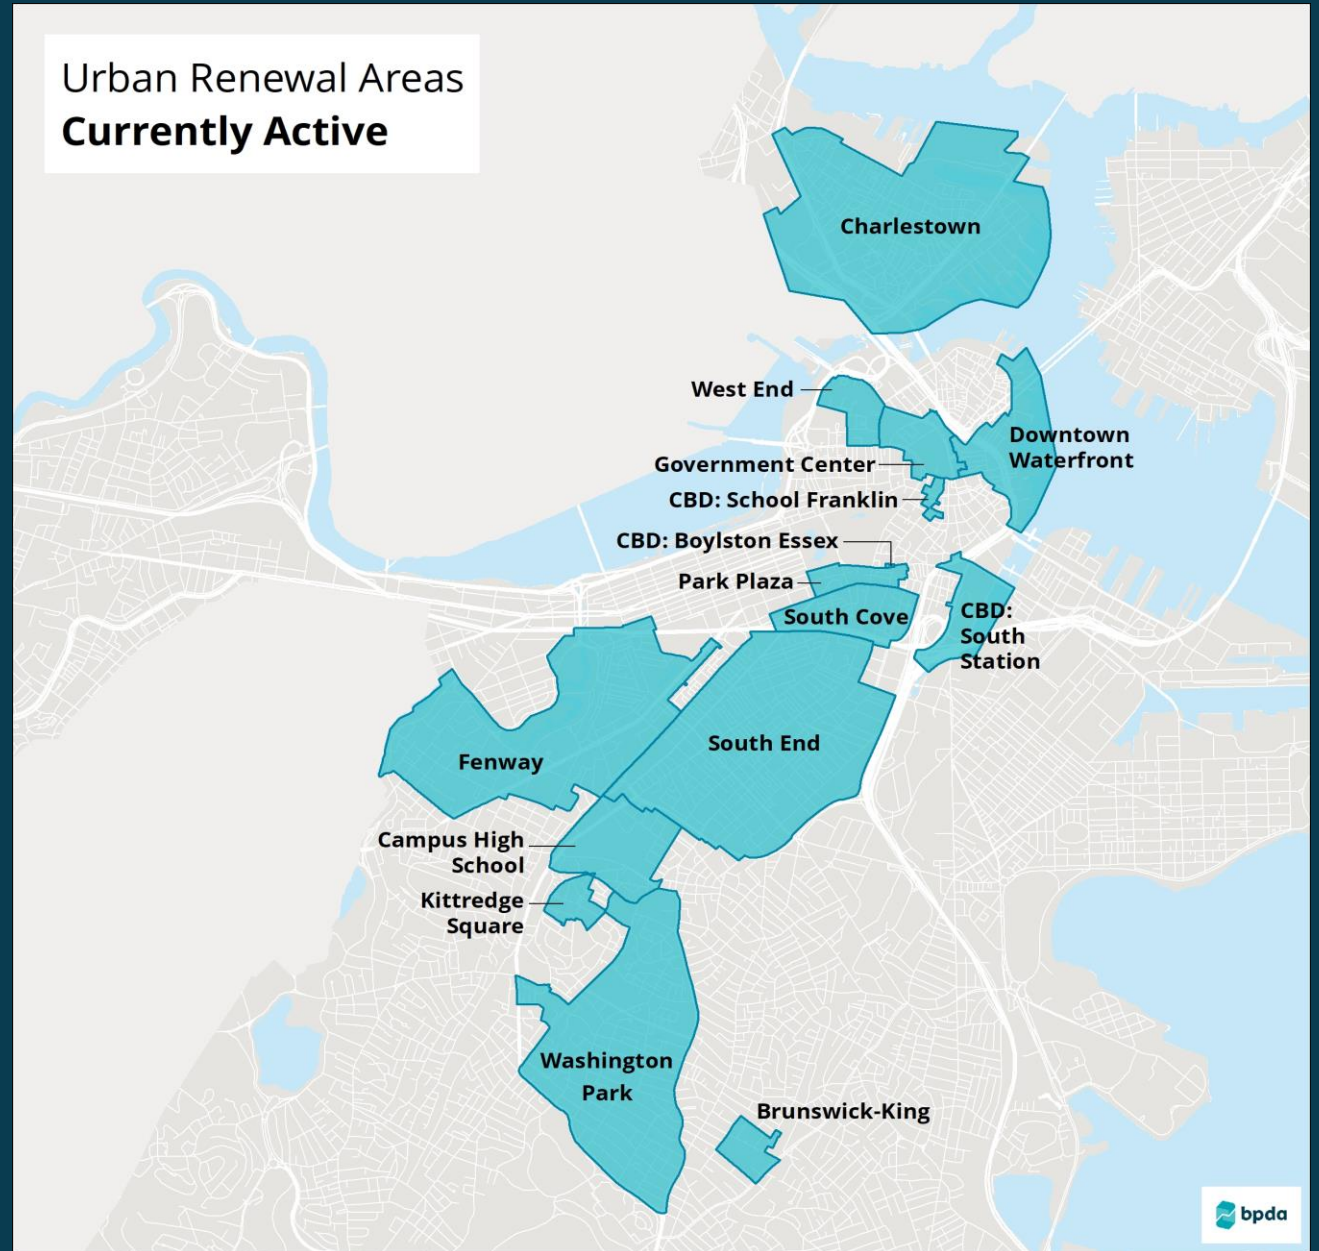 Urban Renewal Areas
Currently Active
Charlestown
West End
Downtown
Waterfront
Government Center
CBD: School Franklin
CBD: Boylston Essex
Park Plaza
South Cove
CBD:
South
Station
South End
Fenway
Campus High
School
Kittredge
Square
Washington
Park
Brunswick-King
bpda